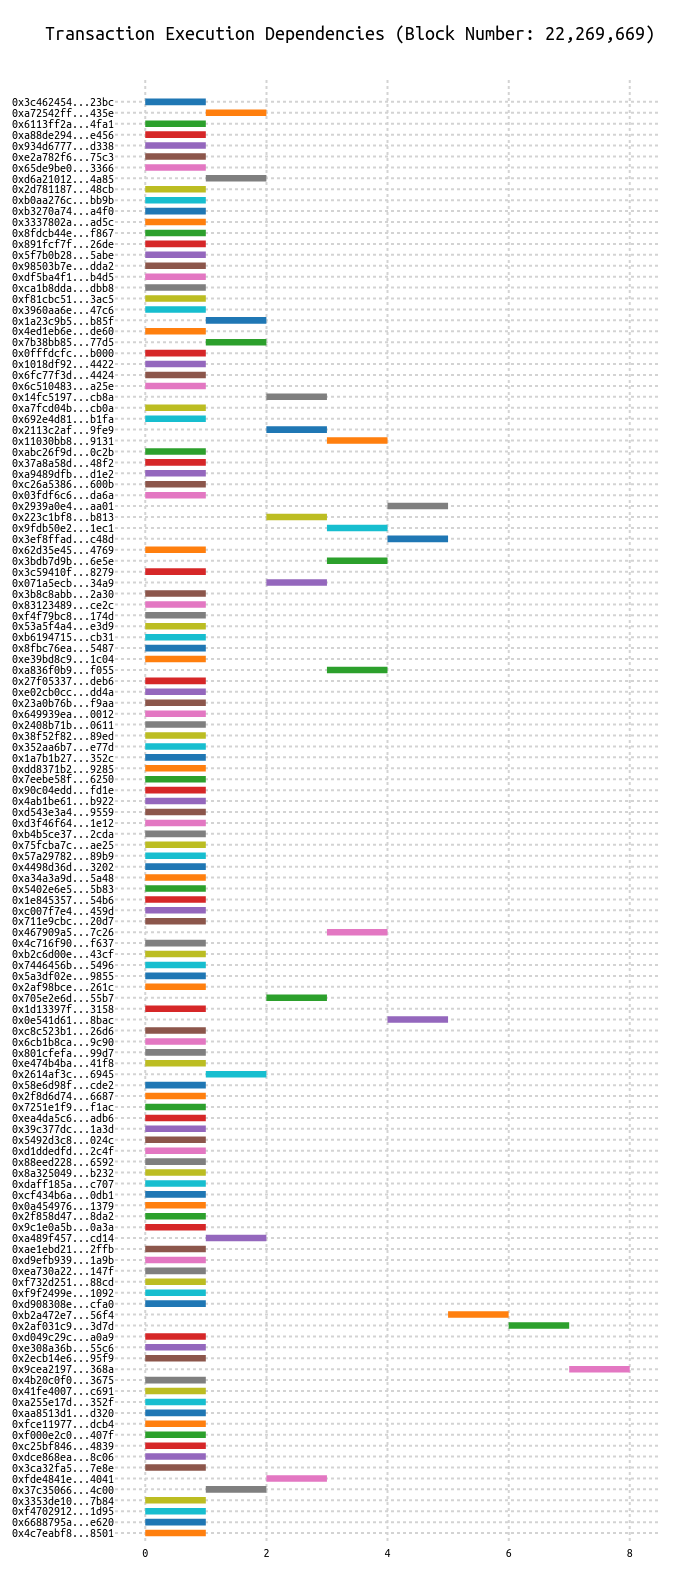 Transaction Execution Dependencies (Block Number: 22,269,669)
0x3c462454...23bc
0xa72542ff...435e
0x6113ff2a...4fa1
0xa88de294...e456
0x934d6777...d338
0xe2a782f6...75c3
0x65de9be0...3366
0xd6a21012...4a85
0x2d781187...48cb
0xb0aa276c...bb9b
0xb3270a74...a4f0
0x3337802a...ad5c
0x8fdcb44e...f867
0x891fcf7f...26de
0x5f7b0b28...5abe
0x98503b7e...dda2
0xdf5ba4f1...b4d5
0xca1b8dda...dbb8
0xf81cbc51...3ac5
0x3960aa6e...47c6
0x1a23c9b5...b85f
0x4ed1eb6e...de60
0x7b38bb85...77d5
0x0fffdcfc...b000
0x1018df92...4422
0x6fc77f3d...4424
0x6c510483...a25e
0x14fc5197...cb8a
0xa7fcd04b...cb0a
0x692e4d81...b1fa
0x2113c2af...9fe9
0x11030bb8...9131
0xabc26f9d...0c2b
0x37a8a58d...48f2
0xa9489dfb...d1e2
0xc26a5386...600b
0x03fdf6c6...da6a
0x2939a0e4...aa01
0x223c1bf8...b813
0x9fdb50e2...1ec1
0x3ef8ffad...c48d
0x62d35e45...4769
0x3bdb7d9b...6e5e
0x3c59410f...8279
0x071a5ecb...34a9
0x3b8c8abb...2a30
0x83123489...ce2c
0xf4f79bc8...174d
0x53a5f4a4...e3d9
0xb6194715...cb31
0x8fbc76ea...5487
0xe39bd8c9...1c04
0xa836f0b9...f055
0x27f05337...deb6
0xe02cb0cc...dd4a
0x23a0b76b...f9aa
0x649939ea...0012
0x2408b71b...0611
0x38f52f82...89ed
0x352aa6b7...e77d
0x1a7b1b27...352c
0xdd8371b2...9285
0x7eebe58f...6250
0x90c04edd...fd1e
0x4ab1be61...b922
0xd543e3a4...9559
0xd3f46f64...1e12
0xb4b5ce37...2cda
0x75fcba7c...ae25
0x57a29782...89b9
0x4498d36d...3202
0xa34a3a9d...5a48
0x5402e6e5...5b83
0x1e845357...54b6
0xc007f7e4...459d
0x711e9cbc...20d7
0x467909a5...7c26
0x4c716f90...f637
0xb2c6d00e...43cf
0x7446456b...5496
0x5a3df02e...9855
0x2af98bce...261c
0x705e2e6d...55b7
0x1d13397f...3158
0x0e541d61...8bac
0xc8c523b1...26d6
0x6cb1b8ca...9c90
0x801cfefa...99d7
0xe474b4ba...41f8
0x2614af3c...6945
0x58e6d98f...cde2
0x2f8d6d74...6687
0x7251e1f9...f1ac
0xea4da5c6...adb6
0x39c377dc...1a3d
0x5492d3c8...024c
0xd1ddedfd...2c4f
0x88eed228...6592
0x8a325049...b232
0xdaff185a...c707
0xcf434b6a...0db1
0x0a454976...1379
0x2f858d47...8da2
0x9c1e0a5b...0a3a
0xa489f457...cd14
0xae1ebd21...2ffb
0xd9efb939...1a9b
0xea730a22...147f
0xf732d251...88cd
0xf9f2499e...1092
0xd908308e...cfa0
0xb2a472e7...56f4
0x2af031c9...3d7d
0xd049c29c...a0a9
0xe308a36b...55c6
0x2ecb14e6...95f9
0x9cea2197...368a
0x4b20c0f0...3675
0x41fe4007...c691
0xa255e17d...352f
0xaa8513d1...d320
0xfce11977...dcb4
0xf000e2c0...407f
0xc25bf846...4839
0xdce868ea...8c06
0x3ca32fa5...7e8e
0xfde4841e...4041
0x37c35066...4c00
0x3353de10...7b84
0xf4702912...1d95
0x6688795a...e620
0x4c7eabf8...8501
0 2 4 6 8